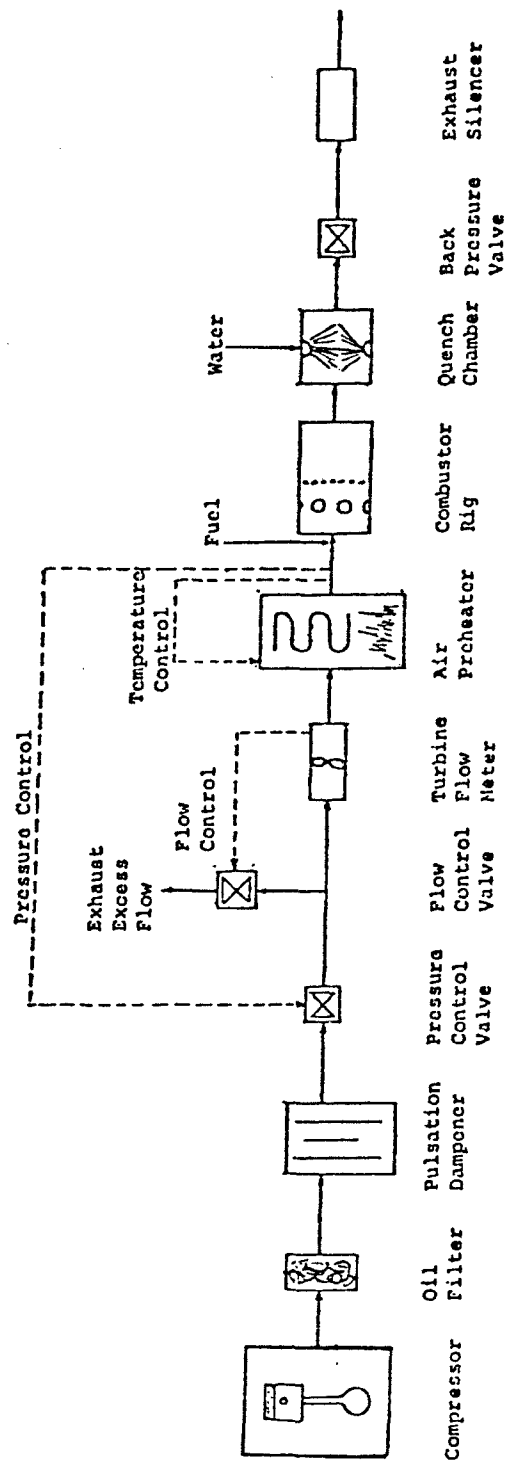 Pressure Control
Temperature
Control
Exhaust
Excess
Flow
Flow
Control
Fuel
Water
Compressor
Oil
Filter
Pulsation
Dampener
Pressure
Control
Valve
Flow
Control
Valve
Turbine
Flow
Meter
Air
Preheater
Combustor
Rig
Quench
Chamber
Back
Pressure
Valve
Exhaust
Silencer